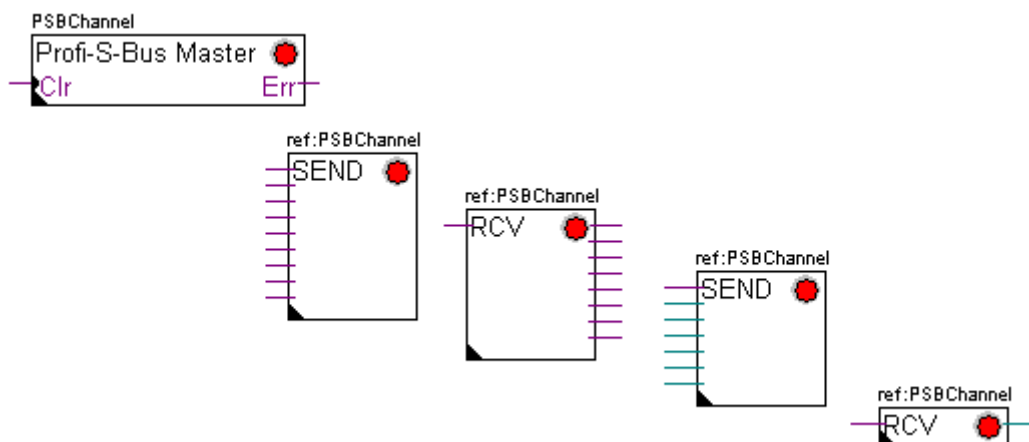 PSBChannel
Profi-S-Bus Master
Clr Err
ref:PSBChannel
SEND
ref:PSBChannel
RCV
ref:PSBChannel
SEND
ref:PSBChannel
RCV